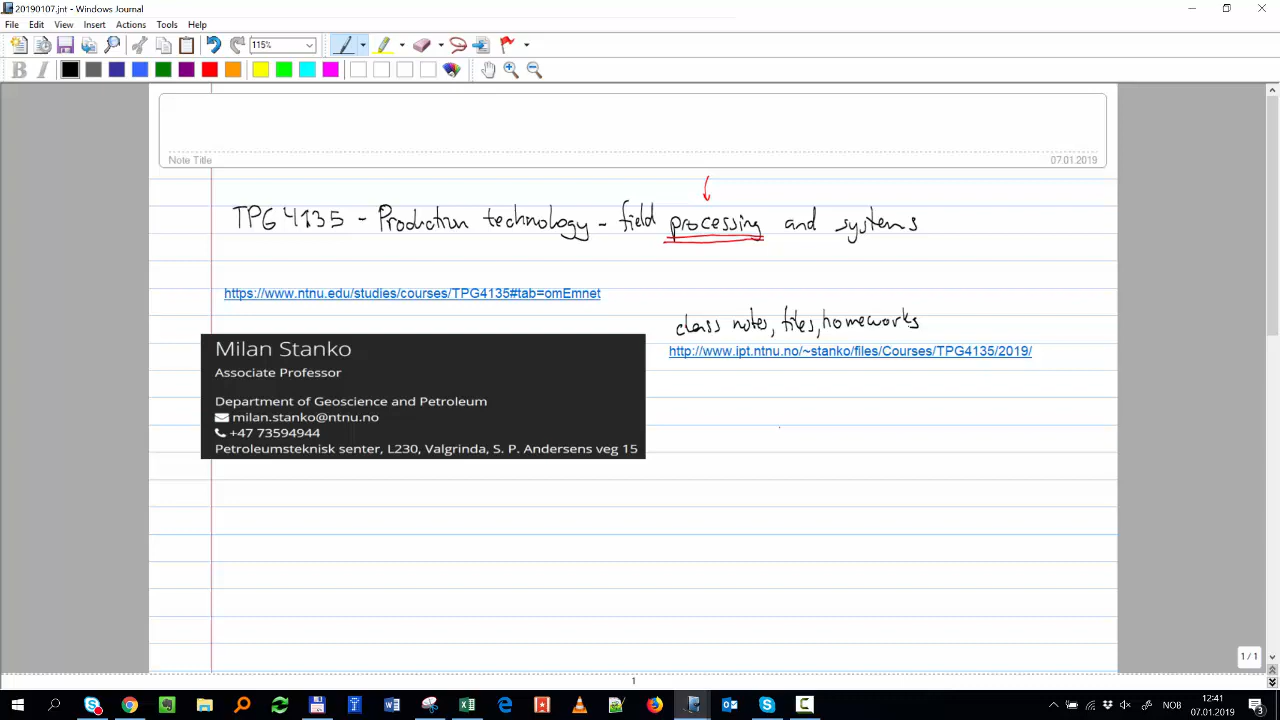 20190107.jnt - Windows Journal
File Edit View Insert Actions Tools Help
115%
B I
Note Title
07.01.2019
TPG 4135 - Production technology - field processing and systems
https://www.ntnu.edu/studies/courses/TPG4135#tab=omEmnet
class notes, files, homeworks
http://www.ipt.ntnu.no/~stanko/files/Courses/TPG4135/2019/
Milan Stanko
Associate Professor
Department of Geoscience and Petroleum
milan.stanko@ntnu.no
+47 73594944
Petroleumsteknisk senter, L230, Valgrinda, S. P. Andersens veg 15
1 / 1
1
NOB
12:41
07.01.2019